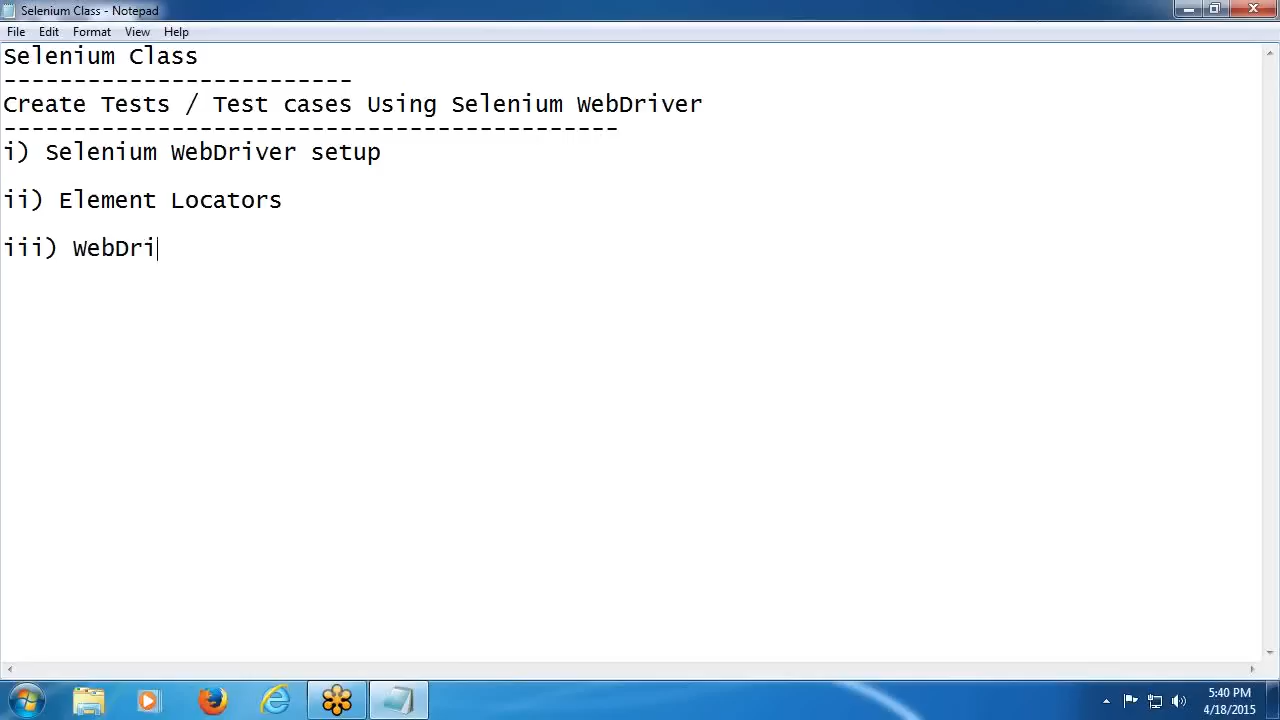 Selenium Class - Notepad
File Edit Format View Help
Selenium Class
-------------------------
Create Tests / Test cases Using Selenium WebDriver
--------------------------------------------
i) Selenium WebDriver setup
ii) Element Locators
iii) WebDri
5:40 PM
4/18/2015